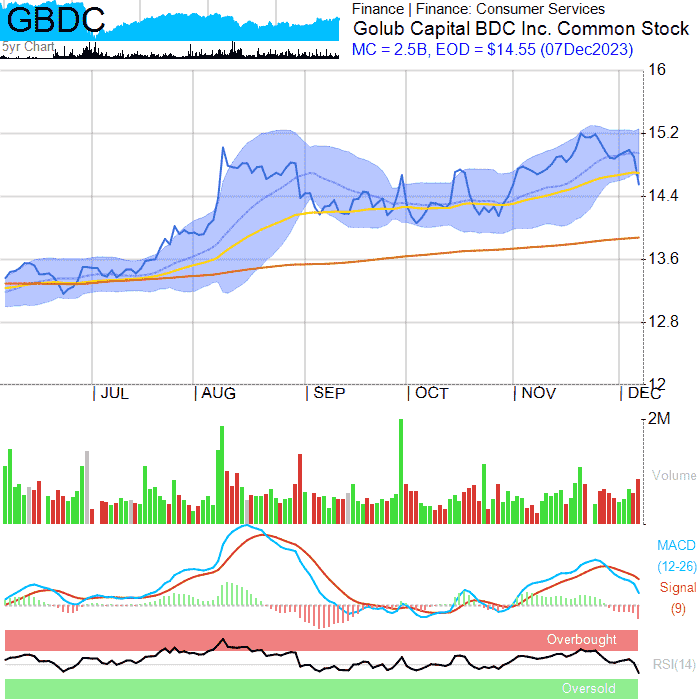 GBDC
5yr Chart
Finance | Finance: Consumer Services
Golub Capital BDC Inc. Common Stock
MC = 2.5B, EOD = $14.55 (07Dec2023)
16
15.2
14.4
13.6
12.8
12
JUL AUG SEP OCT NOV DEC
2M
Volume
MACD
(12-26)
Signal
(9)
Overbought
RSI(14)
Oversold